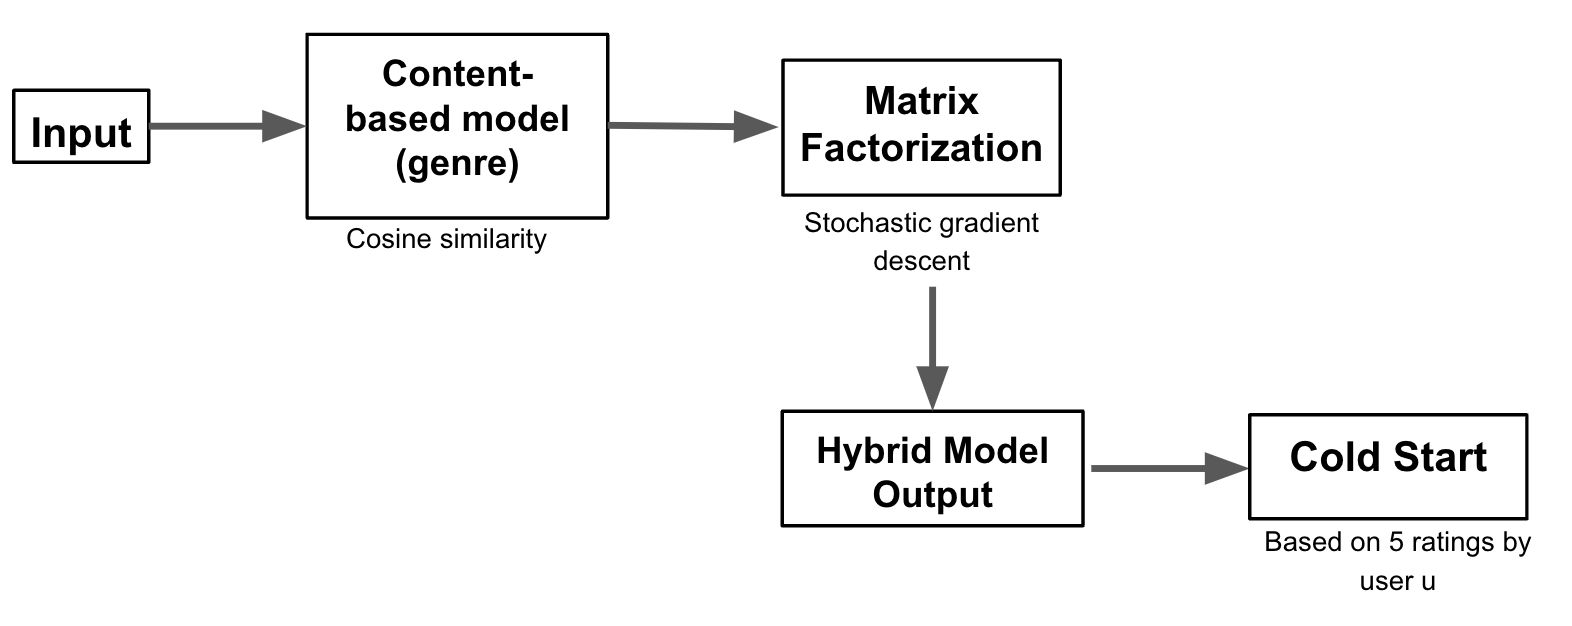 Input
Content-
based model
(genre)
Cosine similarity
Matrix
Factorization
Stochastic gradient
descent
Hybrid Model
Output
Cold Start
Based on 5 ratings by
user u